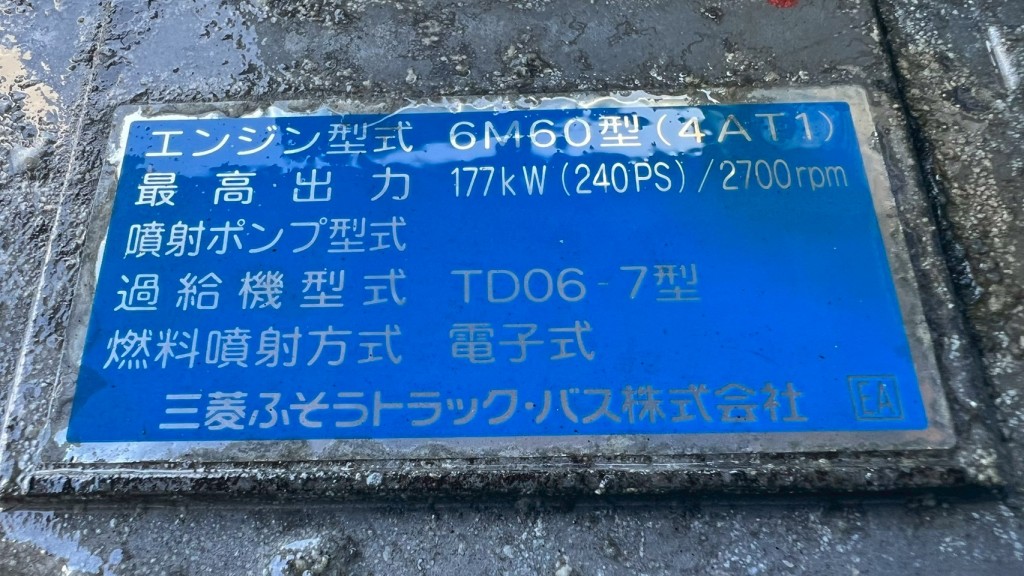 エンジン型式 6M60型(4AT1)
最高出力 177kW(240PS)/2700rpm
噴射ポンプ型式
過給機型式 TD06-7型
燃料噴射方式 電子式
三菱ふそうトラック・バス株式会社 EA